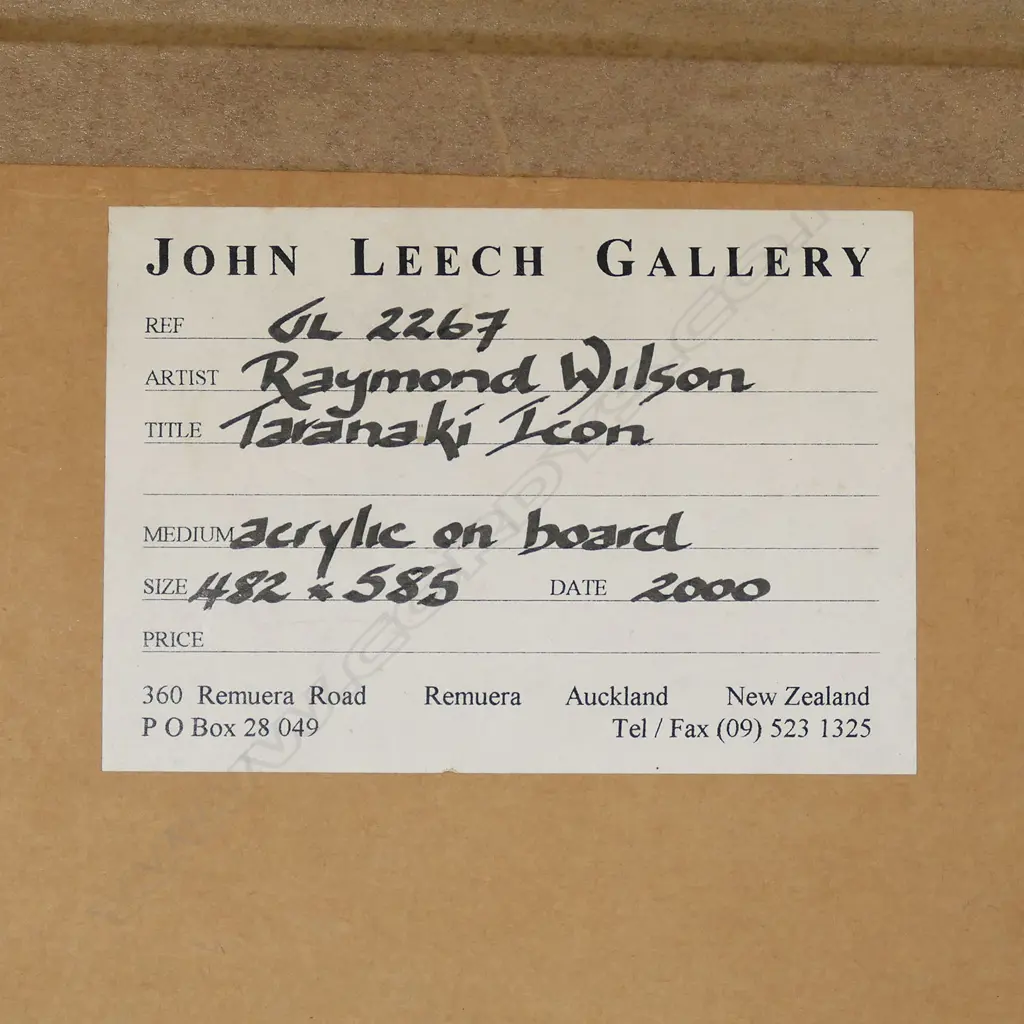 JOHN LEECH GALLERY
REF GL 2267
ARTIST Raymond Wilson
TITLE Taranaki Icon
MEDIUM acrylic on board
SIZE 482 x 585 DATE 2000
PRICE
360 Remuera Road Remuera Auckland New Zealand
P O Box 28 049 Tel / Fax (09) 523 1325